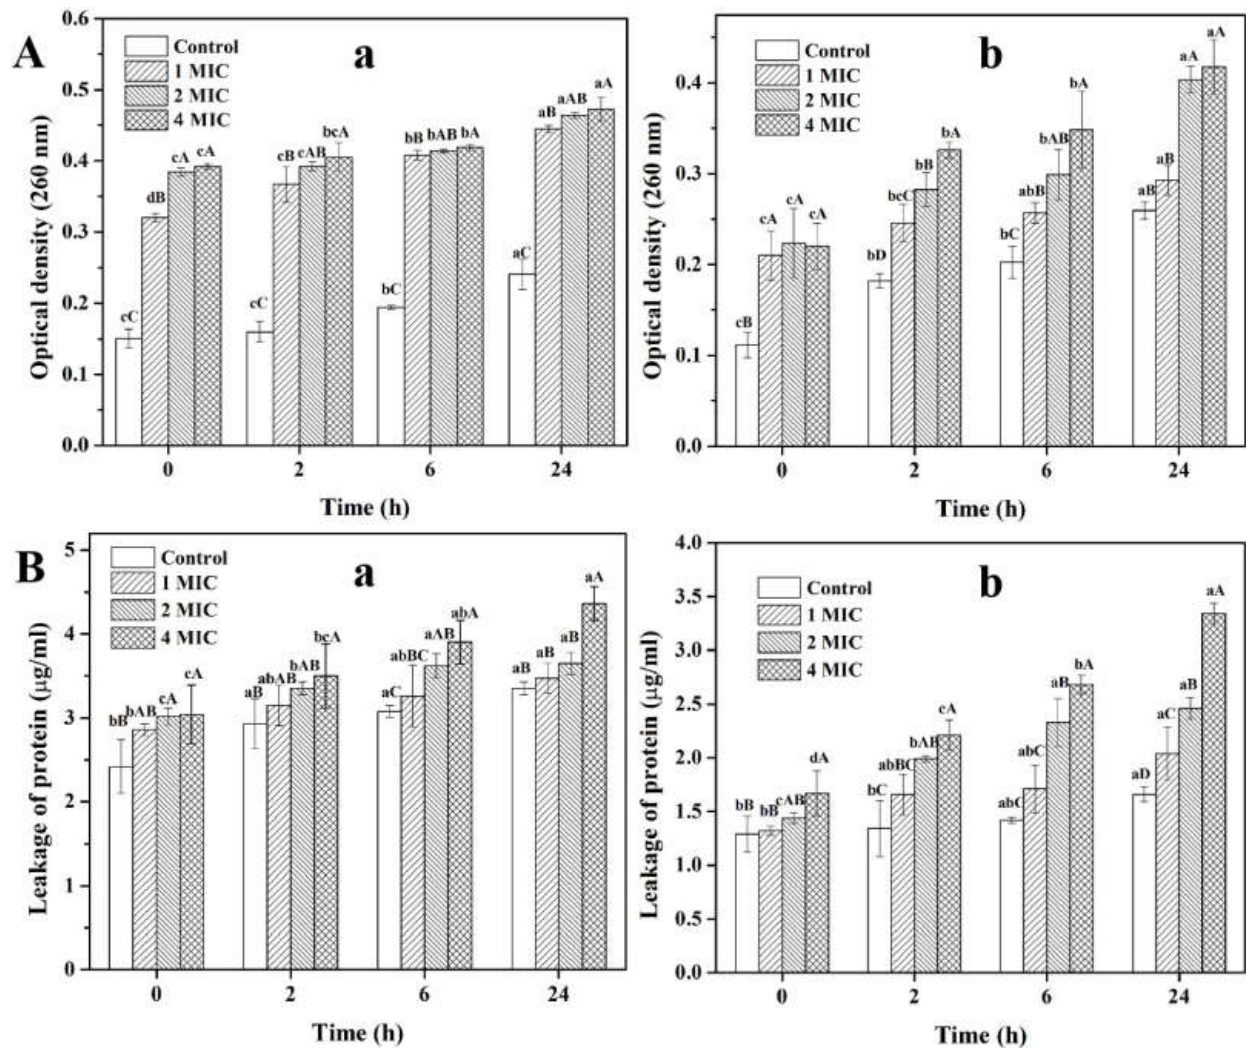 A
a
Control
1 MIC
2 MIC
4 MIC
Optical density (260 nm)
0.6
0.5
0.4
0.3
0.2
0.1
0.0
cC dB cA cA
cC cB cAB bcA
bC bB bAB bA
aC aB aAB aA
0 2 6 24
Time (h)
b
Control
1 MIC
2 MIC
4 MIC
Optical density (260 nm)
0.4
0.3
0.2
0.1
0.0
cB cA cA cA
bD bcC bB bA
bC abB bAB bA
aB aB aA aA
0 2 6 24
Time (h)
B
a
Control
1 MIC
2 MIC
4 MIC
Leakage of protein (µg/ml)
5
4
3
2
1
0
bB bAB cA cA
aB abAB bAB bcA
aC abBC aAB abA
aB aB aB aA
0 2 6 24
Time (h)
b
Control
1 MIC
2 MIC
4 MIC
Leakage of protein (µg/ml)
4.0
3.5
3.0
2.5
2.0
1.5
1.0
0.5
0.0
bB bB cAB dA
bC abBC bAB cA
abC abC aB bA
aD aC aB aA
0 2 6 24
Time (h)